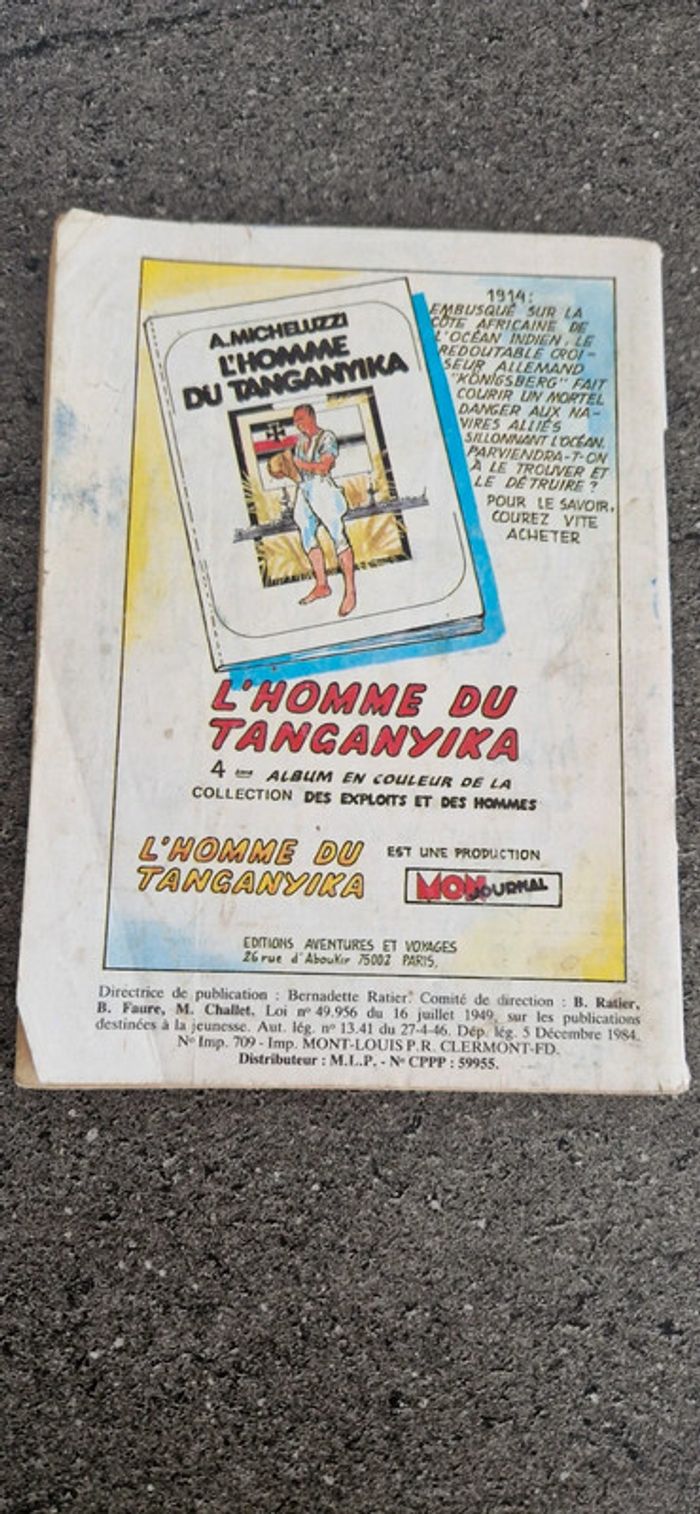 A. MICHELUZZI
L'HOMME
DU TANGANYIKA
1914:
EMBUSQUÉ SUR LA
CÔTE AFRICAINE DE
L'OCÉAN INDIEN, LE
REDOUTABLE CROI-
SEUR ALLEMAND
"KÖNIGSBERG" FAIT
COURIR UN MORTEL
DANGER AUX NA-
VIRES ALLIÉS
SILLONNANT L'OCÉAN.
PARVIENDRA-T-ON
À LE TROUVER ET
LE DÉTRUIRE ?
POUR LE SAVOIR,
COUREZ VITE
ACHETER
L'HOMME DU
TANGANYIKA
4 ème ALBUM EN COULEUR DE LA
COLLECTION DES EXPLOITS ET DES HOMMES
L'HOMME DU
TANGANYIKA
EST UNE PRODUCTION
MON JOURNAL
EDITIONS AVENTURES ET VOYAGES
26 rue d'Aboukir 75002 PARIS.
Directrice de publication : Bernadette Ratier. Comité de direction : B. Ratier,
B. Faure, M. Challet. Loi nº 49.956 du 16 juillet 1949, sur les publications
destinées à la jeunesse. Aut. lég. nº 13.41 du 27-4-46. Dép. lég. 5 Décembre 1984.
Nº Imp. 709 - Imp. MONT-LOUIS P.R. CLERMONT-FD.
Distributeur : M.L.P. - Nº CPPP : 59955.